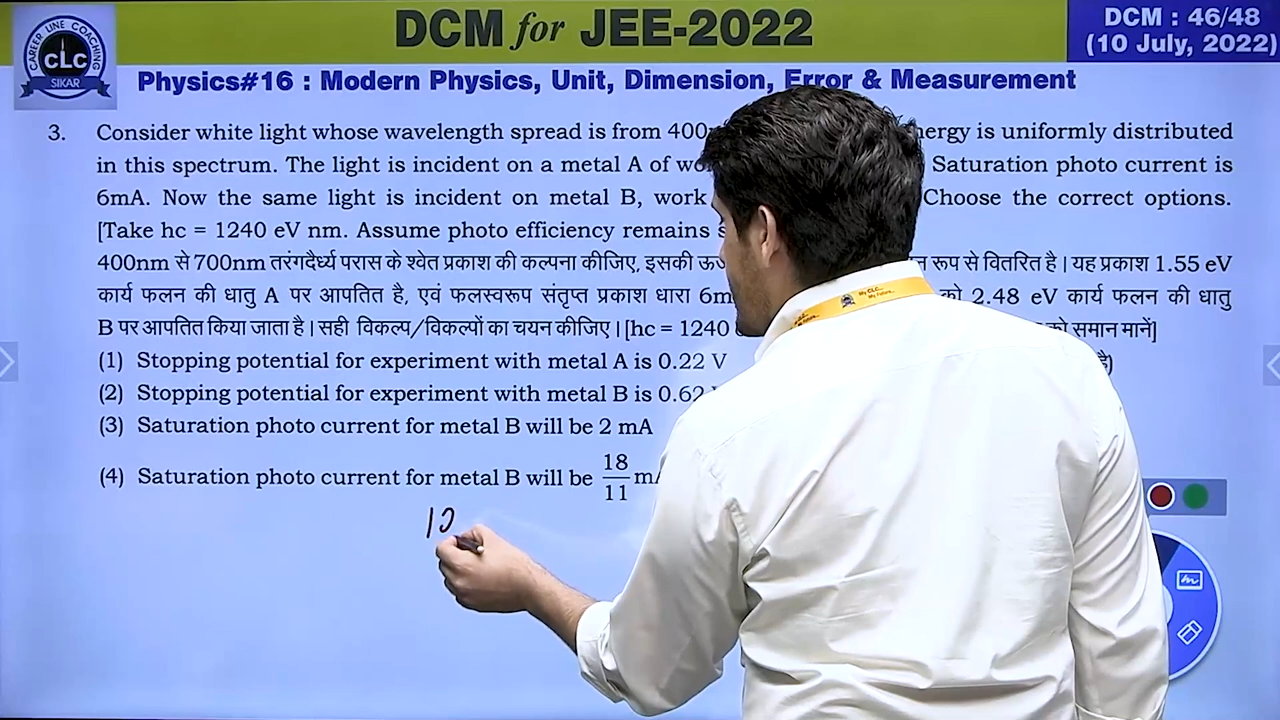 DCM for JEE-2022
DCM : 46/48
(10 July, 2022)
CAREER LINE COACHING
CLC
SIKAR
Physics#16 : Modern Physics, Unit, Dimension, Error & Measurement
3. Consider white light whose wavelength spread is from 400 nergy is uniformly distributed
in this spectrum. The light is incident on a metal A of Saturation photo current is
6mA. Now the same light is incident on metal B, work Choose the correct options.
[Take hc = 1240 eV nm. Assume photo efficiency remains
400nm से 700nm तरंगदैर्ध्य परास के श्वेत प्रकाश की कल्पना कीजिए, इसकी रूप से वितरित है। यह प्रकाश 1.55 eV
कार्य फलन की धातु A पर आपतित है, एवं फलस्वरूप संतृप्त प्रकाश धारा 6m को 2.48 eV कार्य फलन की धातु
B पर आपतित किया जाता है। सही विकल्प/विकल्पों का चयन कीजिए। [hc = 1240 को समान मानें]
(1) Stopping potential for experiment with metal A is 0.22 V
(2) Stopping potential for experiment with metal B is 0.62
(3) Saturation photo current for metal B will be 2 mA
(4) Saturation photo current for metal B will be 18/11 m
My CLC...
My Future...